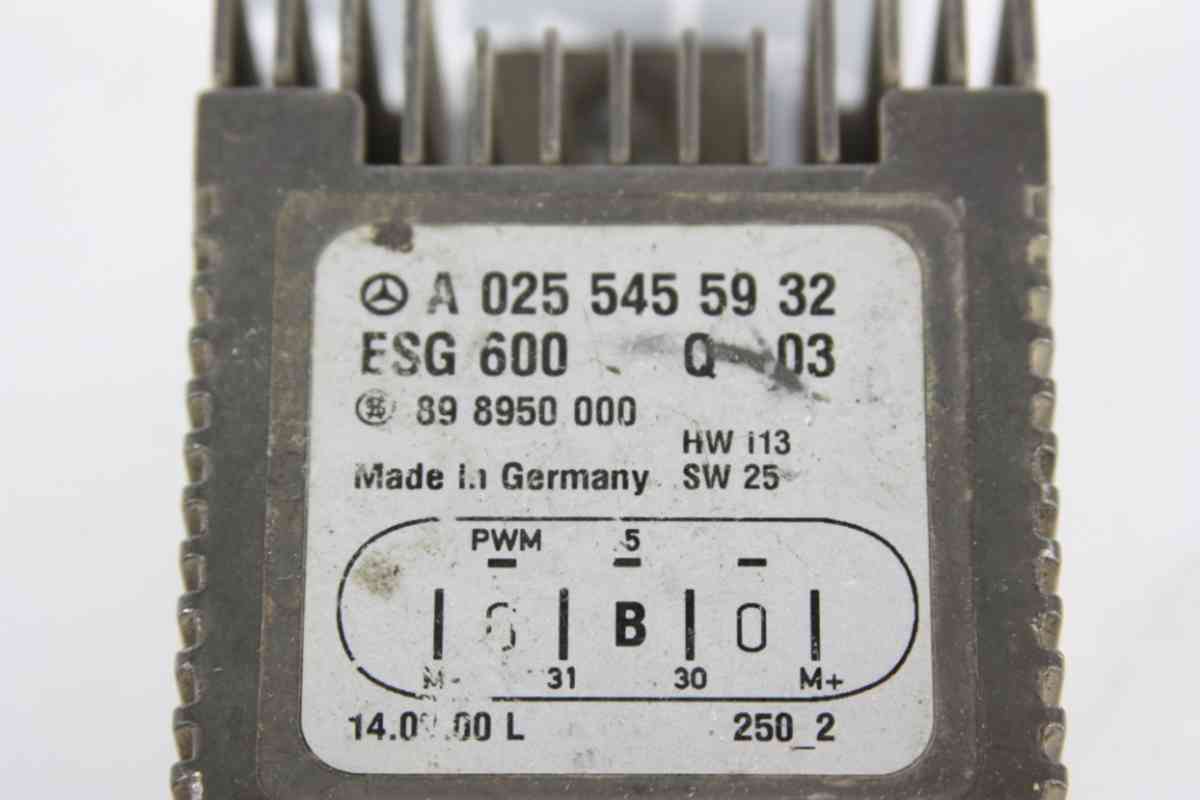 A 025 545 59 32
ESG 600 Q 03
89 8950 000
HW i13
Made in Germany SW 25
PWM 5
B 0
M- 31 30 M+
.00 L 250_2